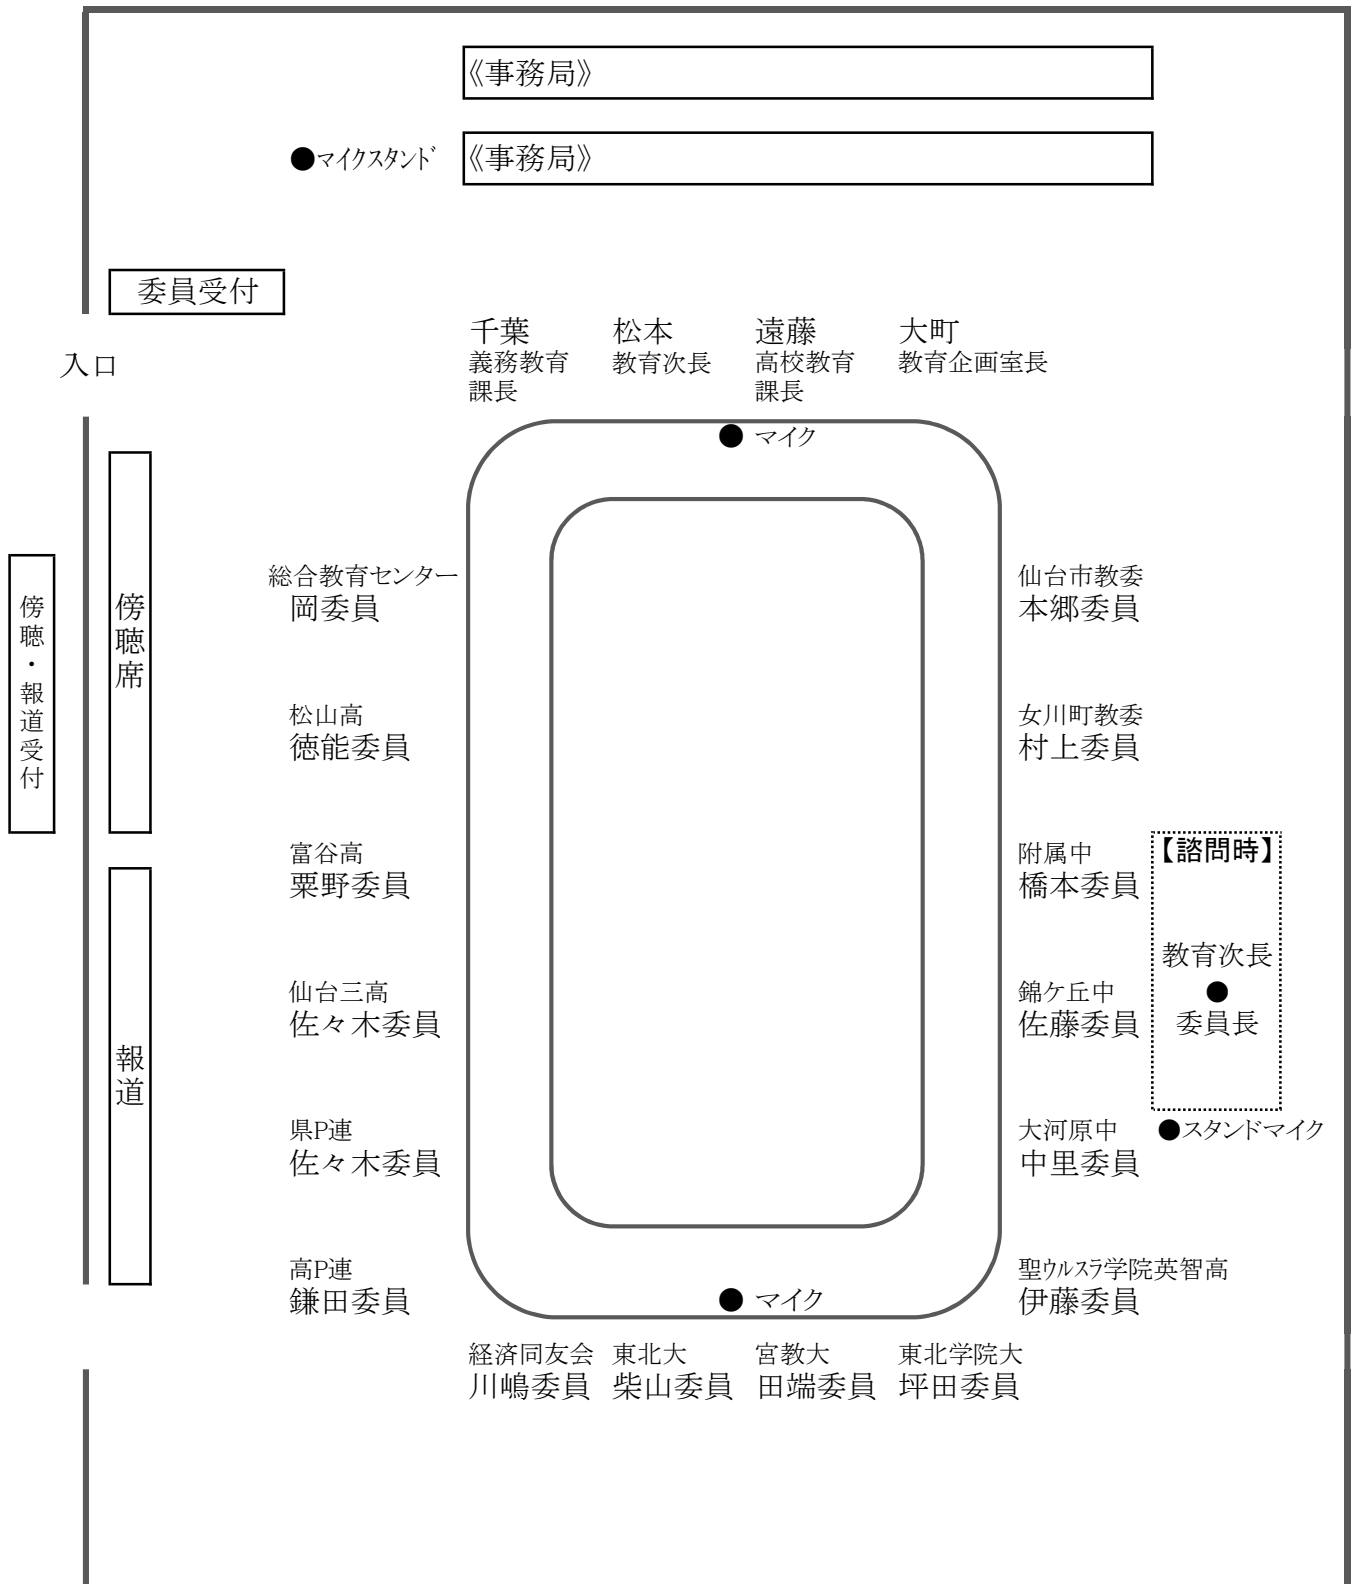 《事務局》
●マイクスタンド 《事務局》
委員受付
入口
千葉 松本 遠藤 大町
義務教育 教育次長 高校教育 教育企画室長
課長 課長
● マイク
傍聴・報道受付
傍聴席
報道
総合教育センター
岡委員
松山高
徳能委員
富谷高
粟野委員
仙台三高
佐々木委員
県P連
佐々木委員
高P連
鎌田委員
仙台市教委
本郷委員
女川町教委
村上委員
附属中
橋本委員
錦ケ丘中
佐藤委員
大河原中
中里委員
聖ウルスラ学院英智高
伊藤委員
【諮問時】
教育次長
●
委員長
●スタンドマイク
● マイク
経済同友会 東北大 宮教大 東北学院大
川嶋委員 柴山委員 田端委員 坪田委員